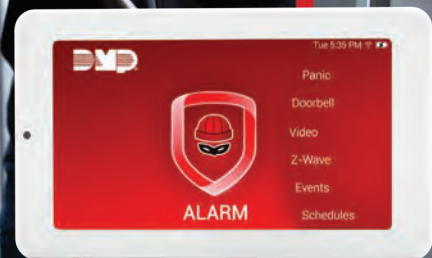 DMP
Tue 5:35 PM
Panic
Doorbell
Video
Z-Wave
Events
Schedules
ALARM